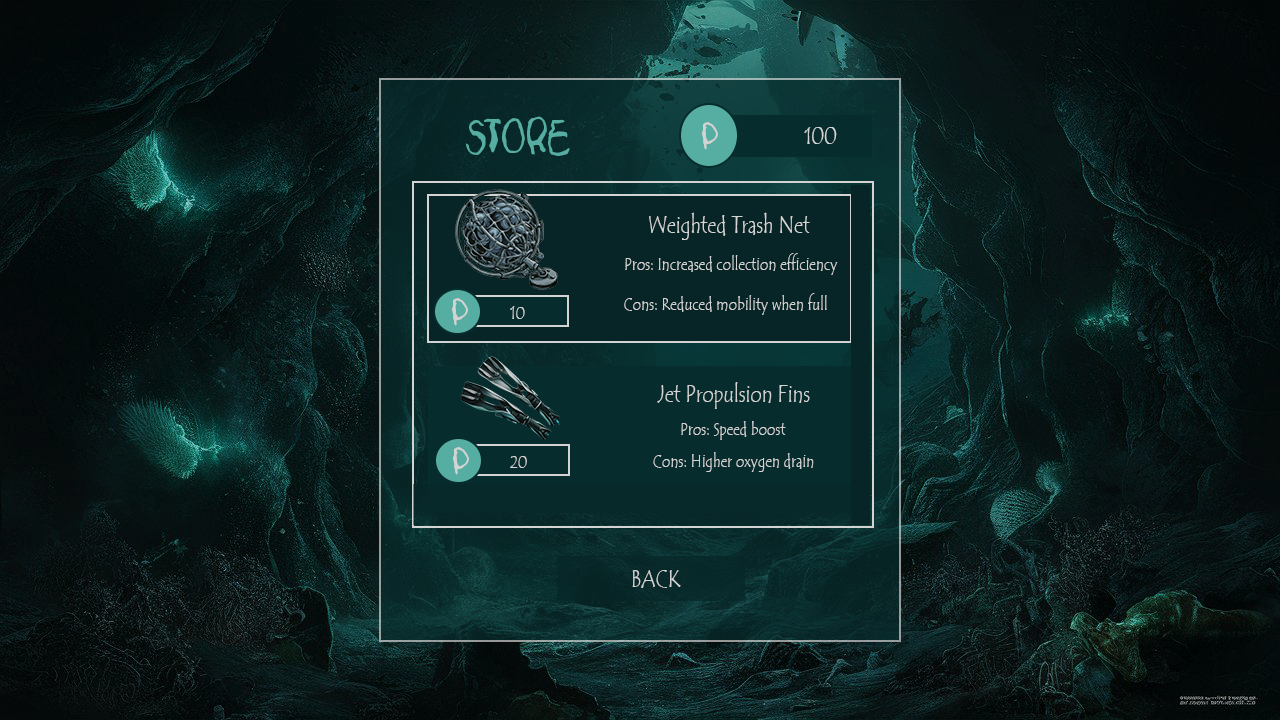 STORE
P
100
Weighted Trash Net
Pros: Increased collection efficiency
Cons: Reduced mobility when full
P
10
Jet Propulsion Fins
Pros: Speed boost
Cons: Higher oxygen drain
P
20
BACK